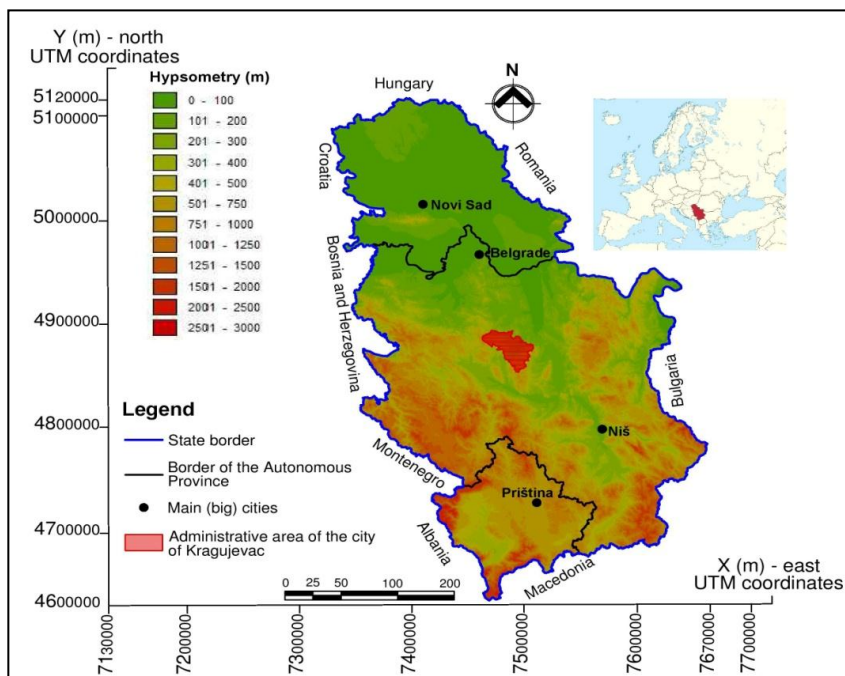 Y (m) - north
UTM coordinates
5120000
5100000
5000000
4900000
4800000
4700000
4600000
Hypsometry (m)
0 - 100
101 - 200
201 - 300
301 - 400
401 - 500
501 - 750
751 - 1000
1001 - 1250
1251 - 1500
1501 - 2000
2001 - 2500
2501 - 3000
Hungary
N
Croatia
Romania
Novi Sad
Belgrade
Bosnia and Herzegovina
Bulgaria
Niš
Montenegro
Priština
Albania
Macedonia
Legend
State border
Border of the Autonomous
Province
Main (big) cities
Administrative area of the city
of Kragujevac
0 25 50 100 200
X (m) - east
UTM coordinates
7130000
7200000
7300000
7400000
7500000
7600000
7670000
7700000